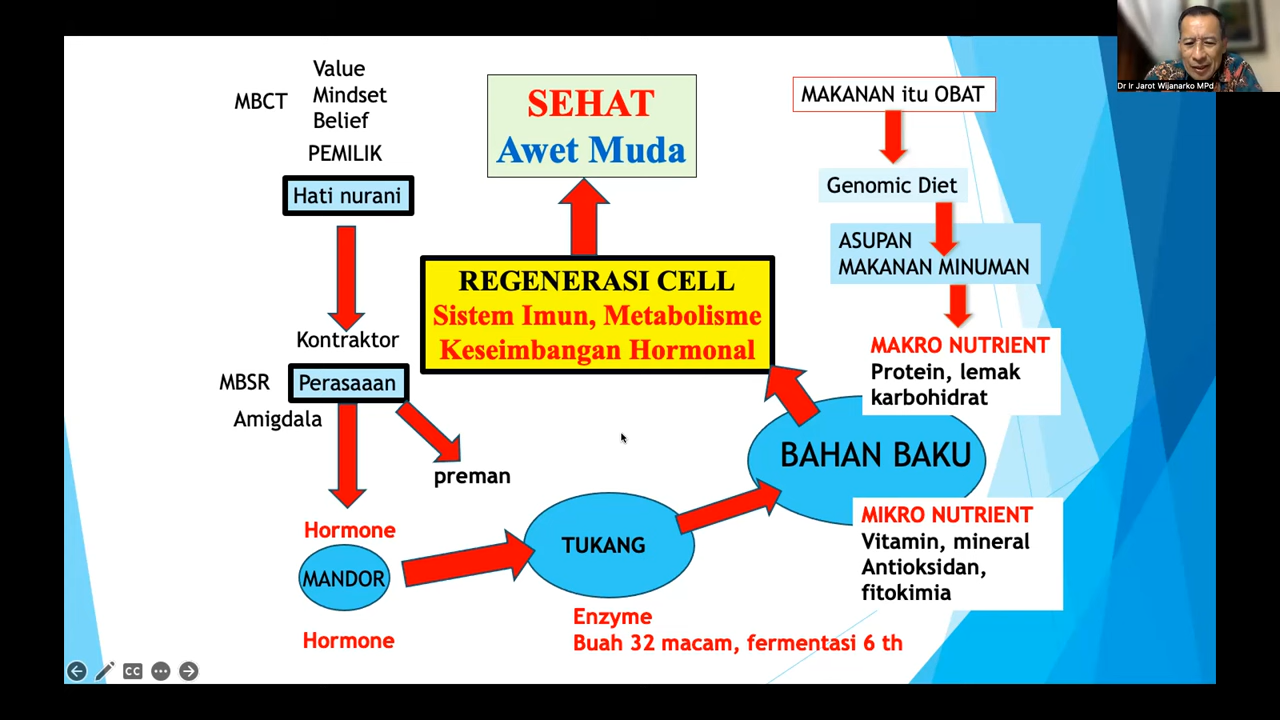 MBCT
Value
Mindset
Belief
PEMILIK
Hati nurani
Kontraktor
MBSR
Perasaaan
Amigdala
preman
Hormone
MANDOR
Hormone
SEHAT
Awet Muda
REGENERASI CELL
Sistem Imun, Metabolisme
Keseimbangan Hormonal
TUKANG
Enzyme
Buah 32 macam, fermentasi 6 th
MAKANAN itu OBAT
Genomic Diet
ASUPAN
MAKANAN MINUMAN
MAKRO NUTRIENT
Protein, lemak
karbohidrat
BAHAN BAKU
MIKRO NUTRIENT
Vitamin, mineral
Antioksidan,
fitokimia
Dr Ir Jarot Wijanarko MPd
CC